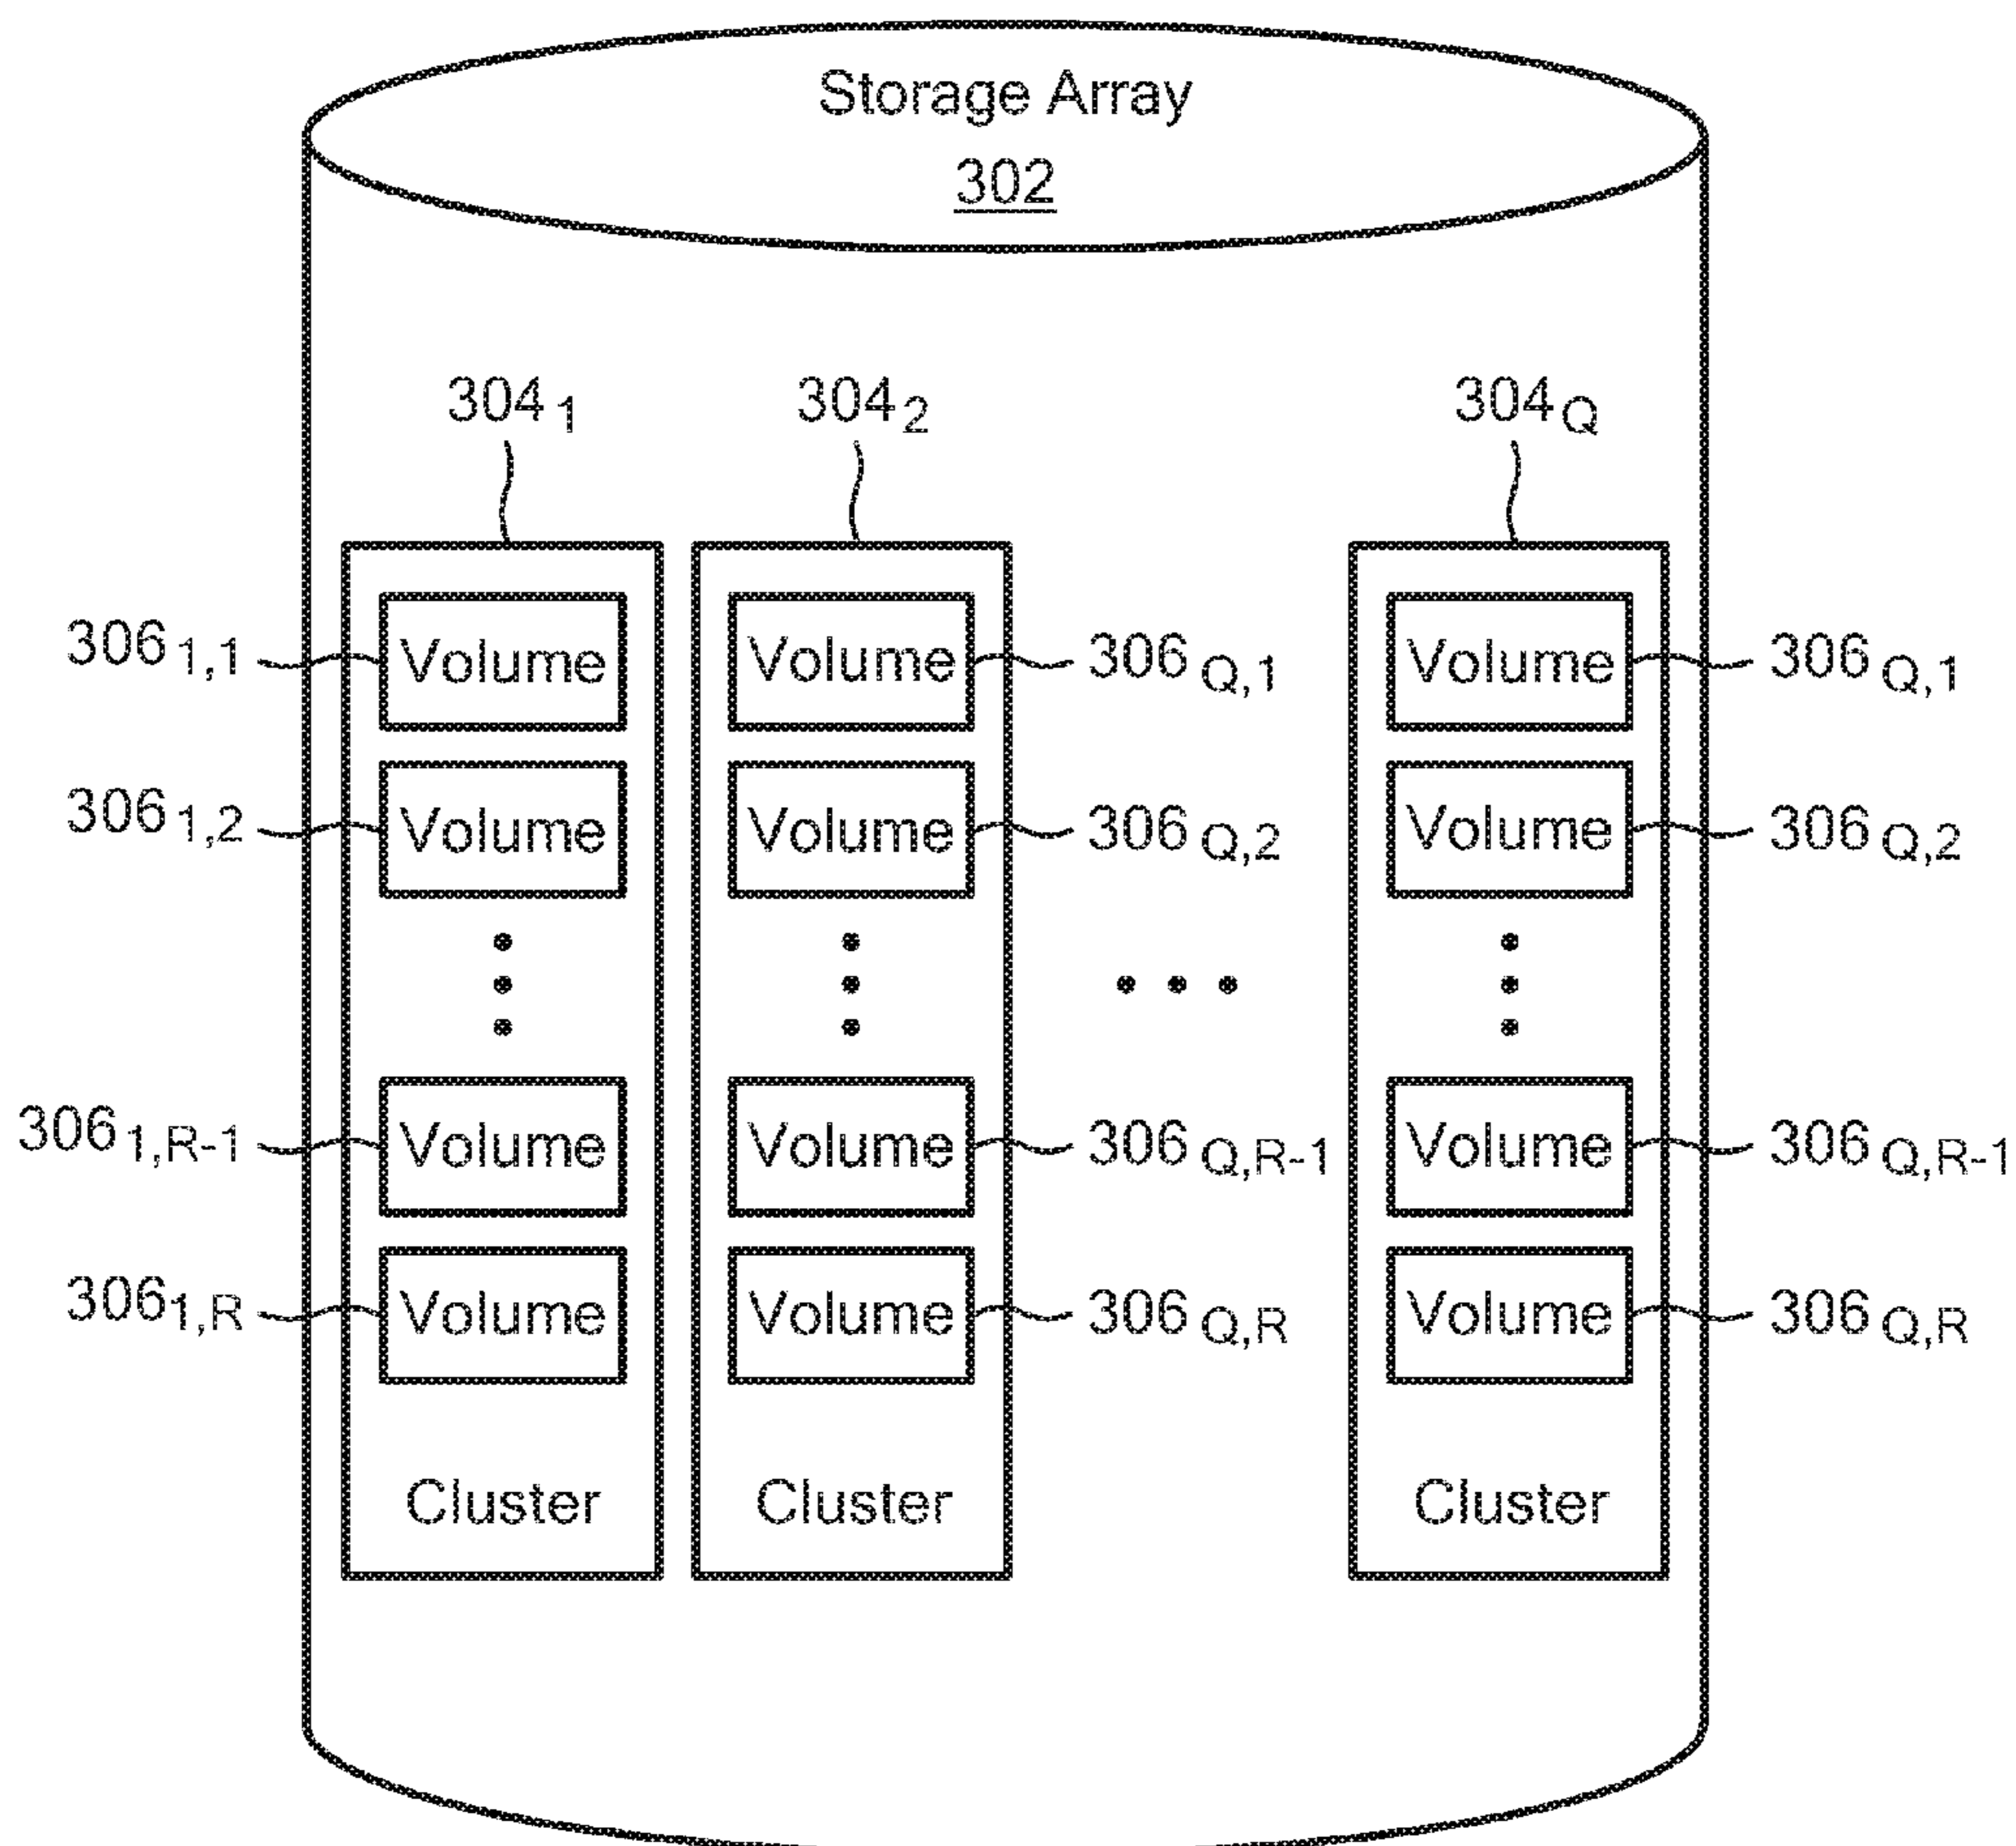 Storage Array
302
304 1 304 2 304 Q
306 1,1 Volume Volume 306 Q,1 Volume 306 Q,1
306 1,2 Volume Volume 306 Q,2 Volume 306 Q,2
306 1,R-1 Volume Volume 306 Q,R-1 Volume 306 Q,R-1
306 1,R Volume Volume 306 Q,R Volume 306 Q,R
Cluster Cluster Cluster